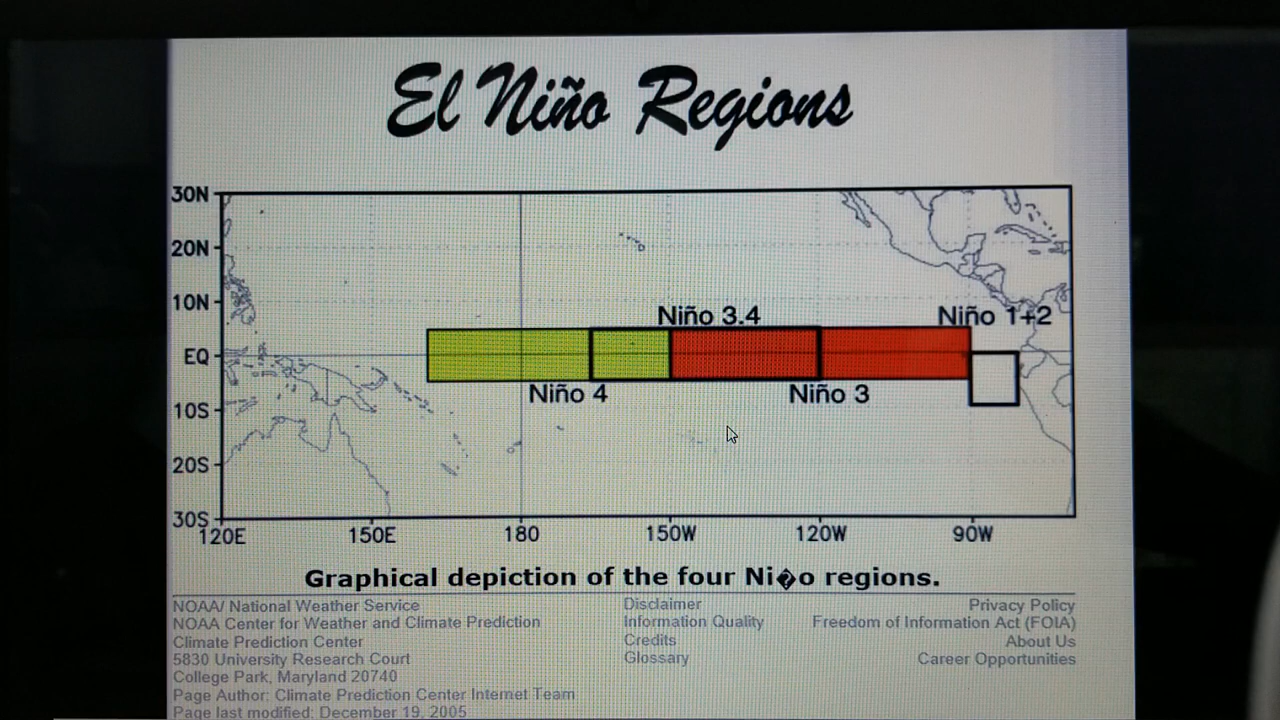 El Niño Regions
30N
20N
10N
EQ
10S
20S
30S
Niño 3.4
Niño 1+2
Niño 4
Niño 3
120E 150E 180 150W 120W 90W
Graphical depiction of the four Ni�o regions.
NOAA/ National Weather Service
NOAA Center for Weather and Climate Prediction
Climate Prediction Center
5830 University Research Court
College Park, Maryland 20740
Page Author: Climate Prediction Center Internet Team
Page last modified: December 19, 2005
Disclaimer
Information Quality
Credits
Glossary
Privacy Policy
Freedom of Information Act (FOIA)
About Us
Career Opportunities